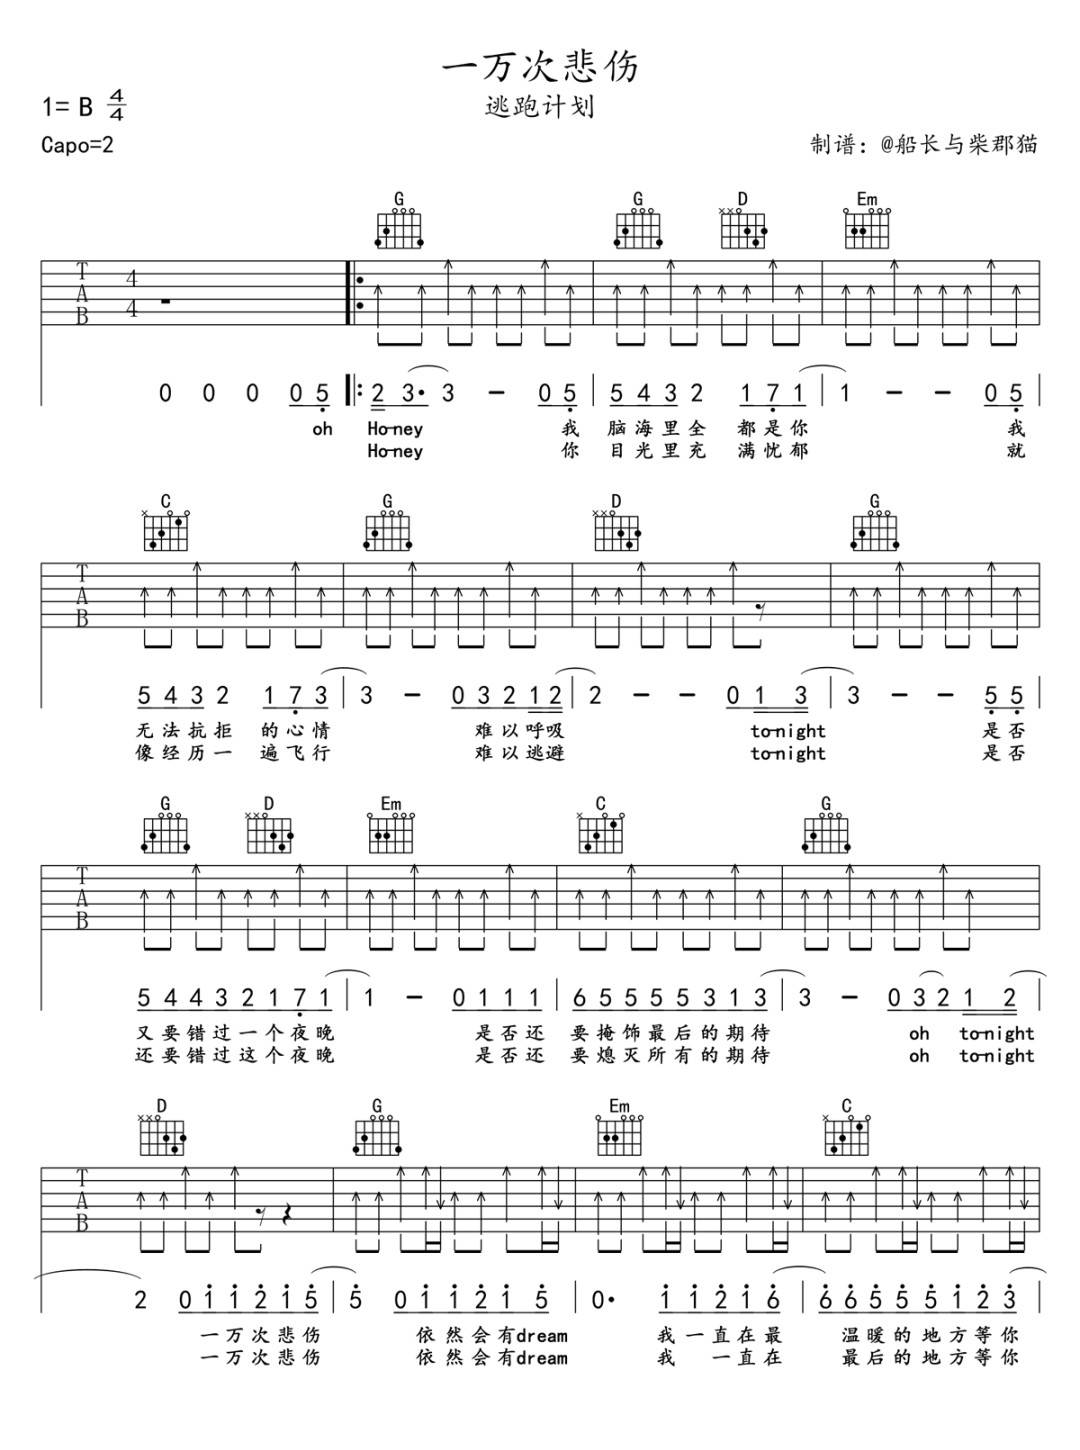 一万次悲伤
逃跑计划
1= B 4/4
Capo=2
制谱：@船长与柴郡猫
G G D Em
T A B 4 4
0 0 0 0 5 2 3· 3 - 0 5 5 4 3 2 1 7 1 1 - - 0 5
oh Ho-ney 我 脑海里全 都是你 我
Ho-ney 你 目光里充 满忧郁 就
C G D G
T A B
5 4 3 2 1 7 3 3 - 0 3 2 1 2 2 - - 0 1 3 3 - - 5 5
无法抗拒 的心情 难以呼吸 to-night 是否
像经历一 遍飞行 难以逃避 to-night 是否
G D Em C G
T A B
5 4 4 3 2 1 7 1 1 - 0 1 1 1 6 5 5 5 5 3 1 3 3 - 0 3 2 1 2
又要错过一个夜晚 是否还 要掩饰最后的期待 oh to-night
还要错过这个夜晚 是否还 要熄灭所有的期待 oh to-night
D G Em C
T A B
2 0 1 1 2 1 5 5 0 1 1 2 1 5 0· 1 1 2 1 6 6 6 5 5 5 1 2 3
一万次悲伤 依然会有dream 我一直在最 温暖的地方等你
一万次悲伤 依然会有dream 我 一直在 最后的地方等你